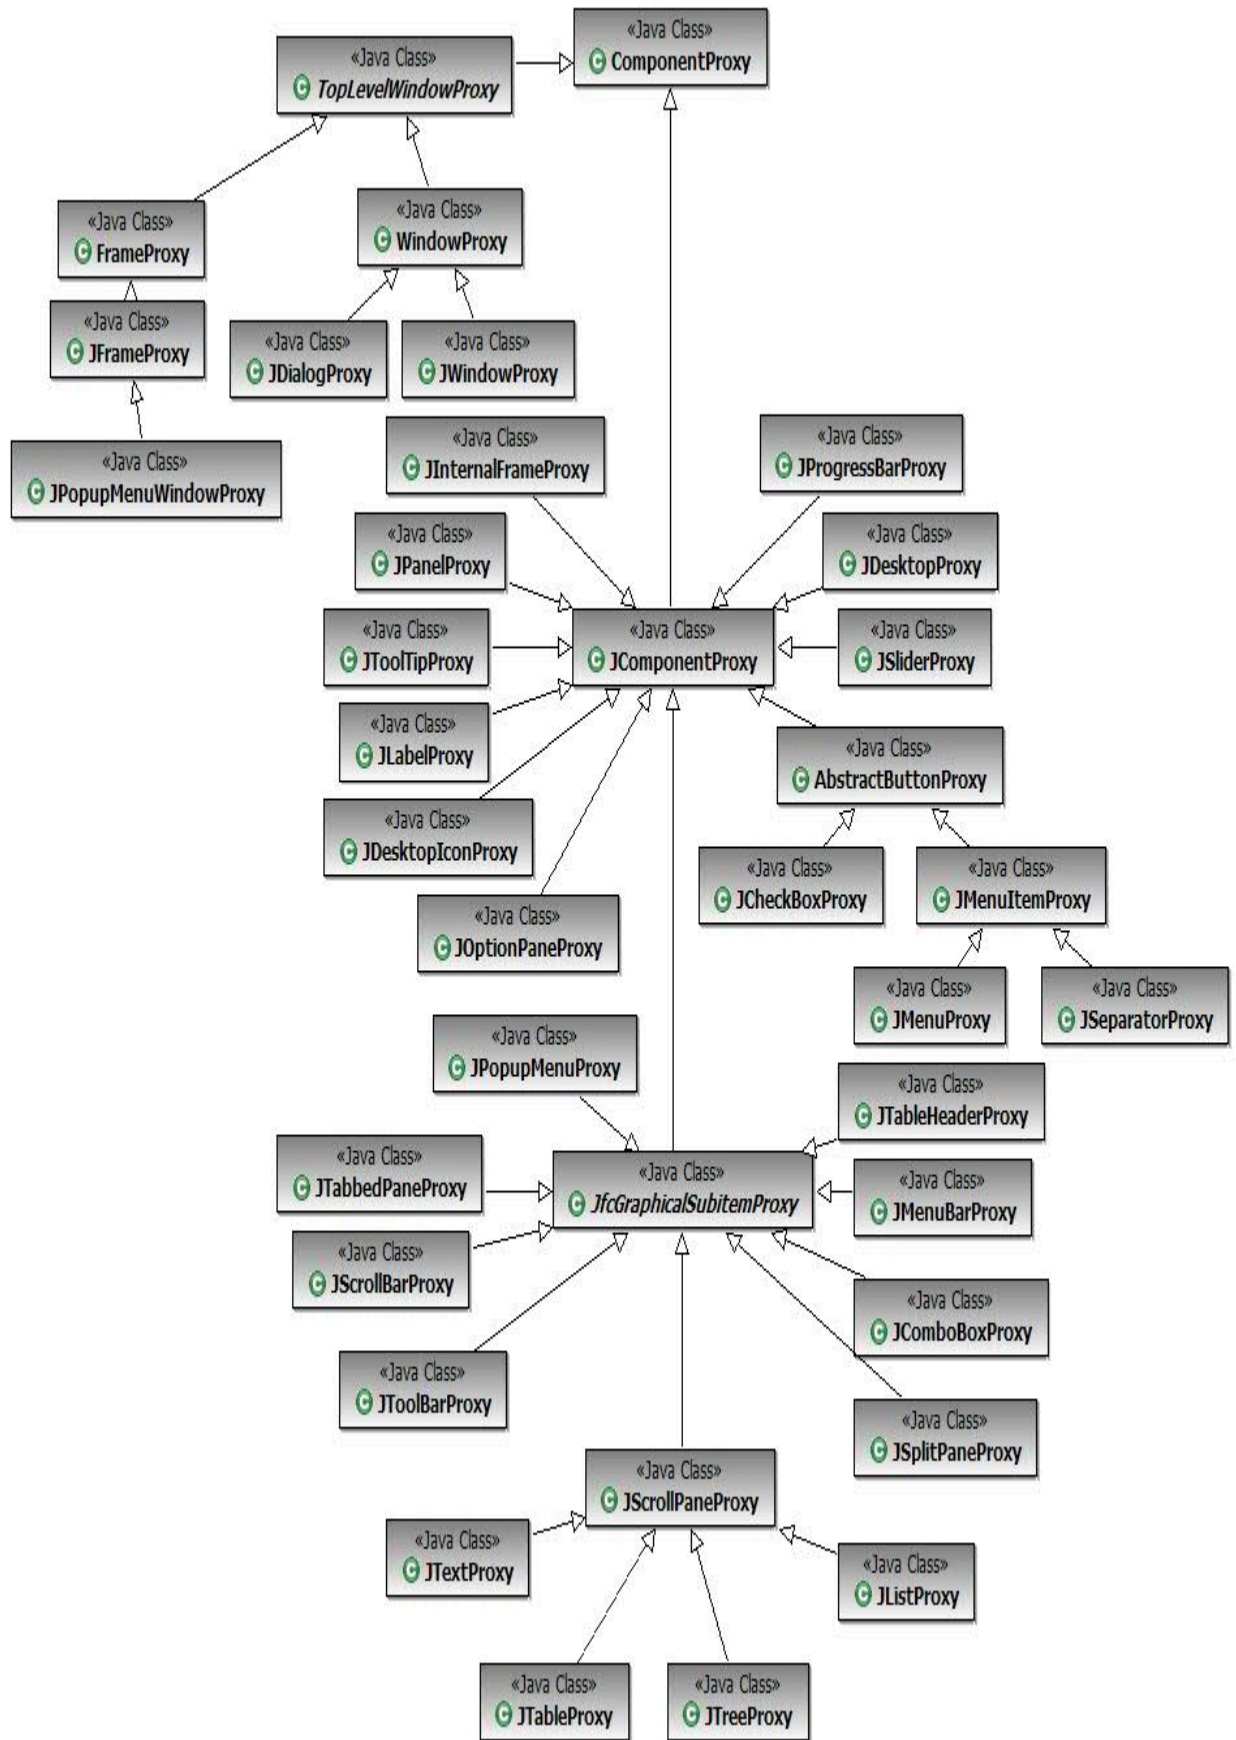 «Java Class»
ComponentProxy
«Java Class»
TopLevelWindowProxy
«Java Class»
FrameProxy
«Java Class»
WindowProxy
«Java Class»
JFrameProxy
«Java Class»
JDialogProxy
«Java Class»
JWindowProxy
«Java Class»
JPopupMenuWindowProxy
«Java Class»
JInternalFrameProxy
«Java Class»
JProgressBarProxy
«Java Class»
JPanelProxy
«Java Class»
JDesktopProxy
«Java Class»
JToolTipProxy
«Java Class»
JComponentProxy
«Java Class»
JSliderProxy
«Java Class»
JLabelProxy
«Java Class»
AbstractButtonProxy
«Java Class»
JDesktopIconProxy
«Java Class»
JCheckBoxProxy
«Java Class»
JMenuItemProxy
«Java Class»
JOptionPaneProxy
«Java Class»
JMenuProxy
«Java Class»
JSeparatorProxy
«Java Class»
JPopupMenuProxy
«Java Class»
JTableHeaderProxy
«Java Class»
JTabbedPaneProxy
«Java Class»
JfcGraphicalSubitemProxy
«Java Class»
JMenuBarProxy
«Java Class»
JScrollBarProxy
«Java Class»
JComboBoxProxy
«Java Class»
JToolBarProxy
«Java Class»
JSplitPaneProxy
«Java Class»
JScrollPaneProxy
«Java Class»
JTextProxy
«Java Class»
JListProxy
«Java Class»
JTableProxy
«Java Class»
JTreeProxy